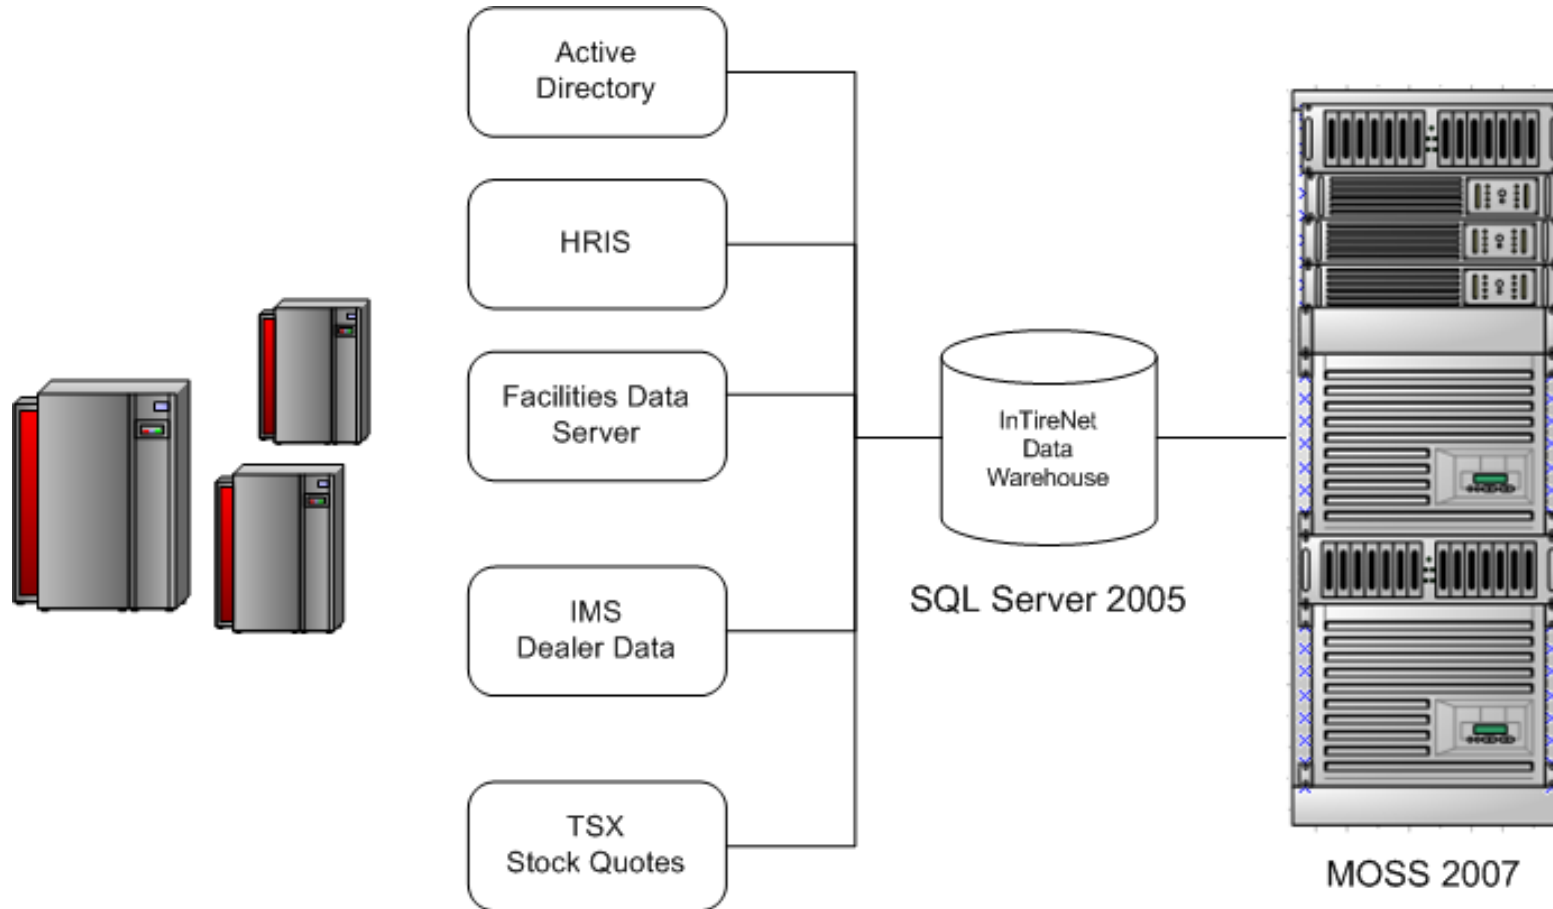 Active
Directory
HRIS
Facilities Data
Server
IMS
Dealer Data
TSX
Stock Quotes
InTireNet
Data
Warehouse
SQL Server 2005
MOSS 2007